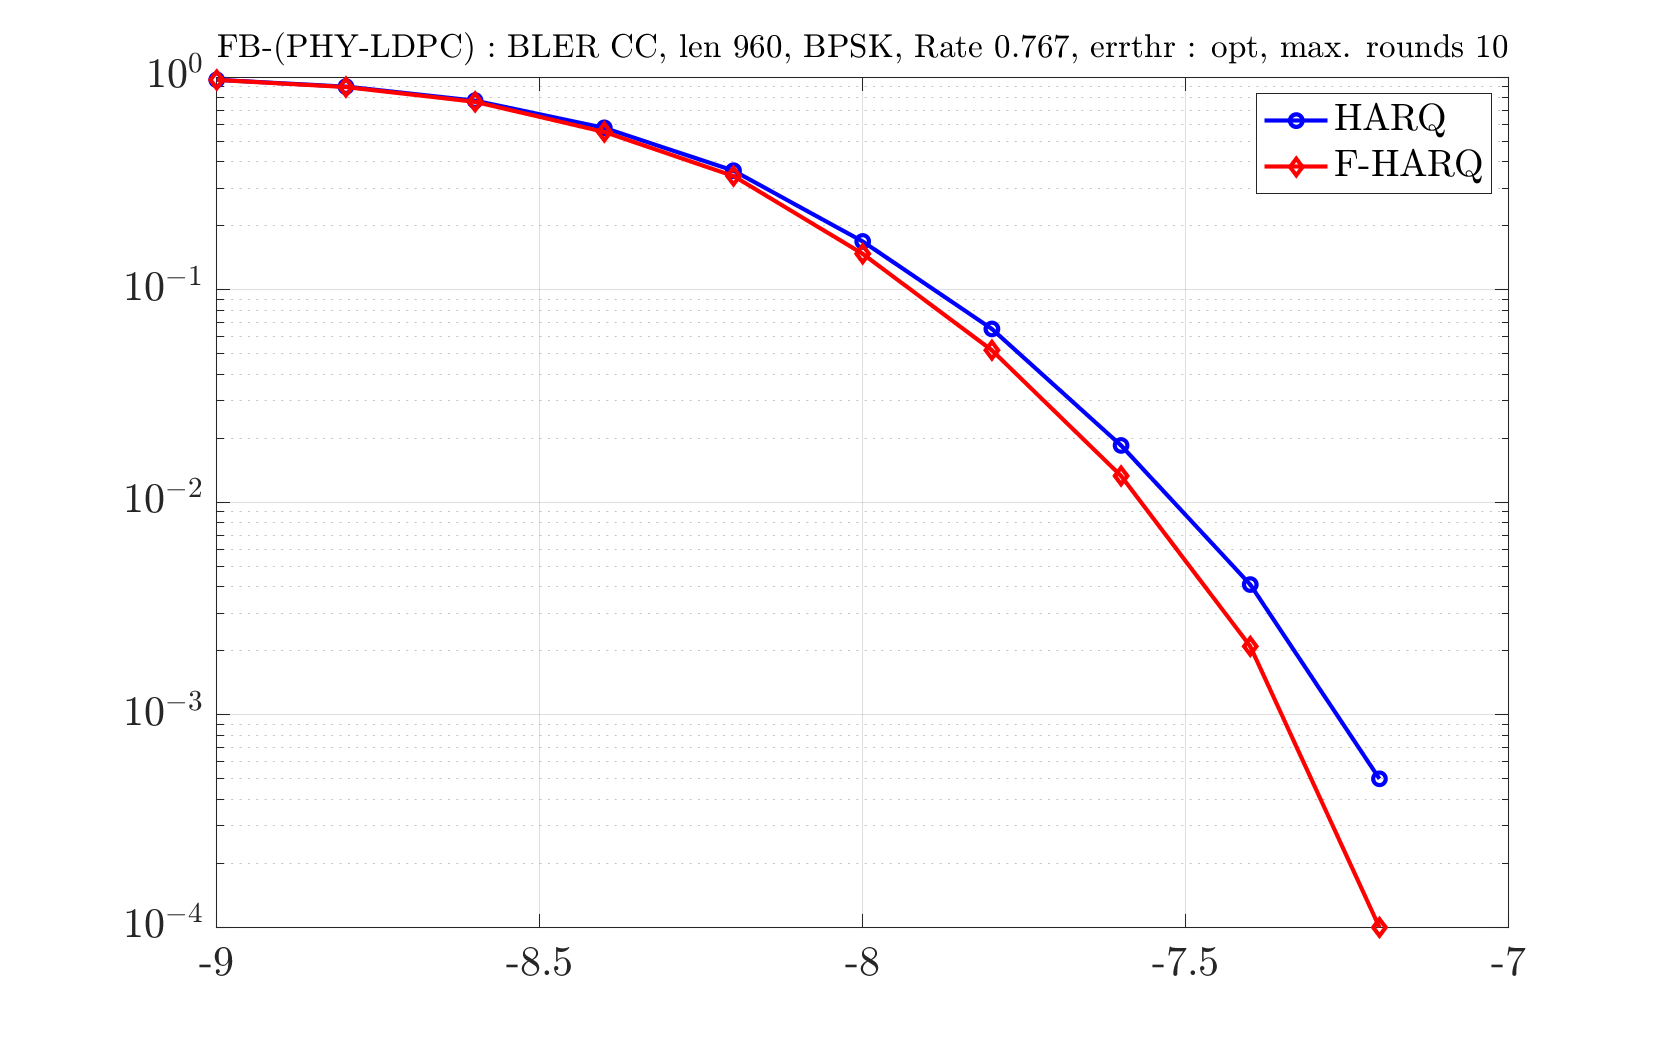 FB-(PHY-LDPC) : BLER CC, len 960, BPSK, Rate 0.767, errthr : opt, max. rounds 10
10^0
HARQ
F-HARQ
10^{-1}
10^{-2}
10^{-3}
10^{-4}
-9 -8.5 -8 -7.5 -7